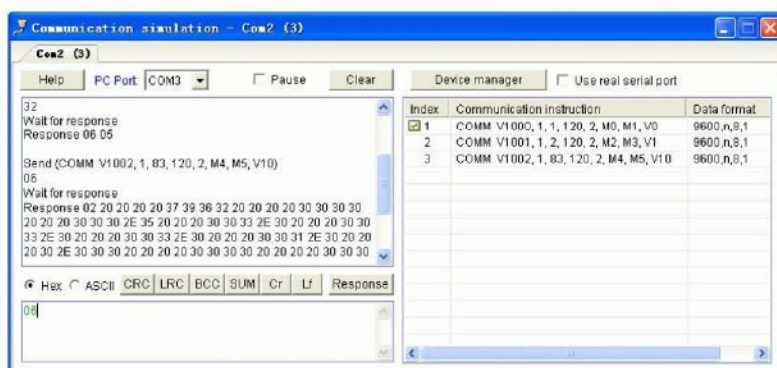 Communication simulation - Com2 (3)
Com2 (3)
Help PC Port COM3 Pause Clear
Device manager Use real serial port
32
Wait for response
Response 06 05
Send (COMM V1002, 1, 83, 120, 2, M4, M5, V10)
06
Wait for response
Response 02 20 20 20 20 37 39 36 32 20 20 20 20 30 30 30 30
20 20 20 30 30 30 2E 35 20 20 20 30 30 33 2E 30 20 20 20 30 30
33 2E 30 20 20 20 30 30 33 2E 30 20 20 20 30 30 31 2E 30 20 20
20 30 2E 30 30 30 20 20 20 20 30 30 30 30 20 20 20 20 30 30 30
Hex ASCII CRC LRC BCC SUM Cr Lf Response
06
Index Communication instruction Data format
1 COMM V1000, 1, 1, 120, 2, M0, M1, V0 9600,n,8,1
2 COMM V1001, 1, 2, 120, 2, M2, M3, V1 9600,n,8,1
3 COMM V1002, 1, 83, 120, 2, M4, M5, V10 9600,n,8,1